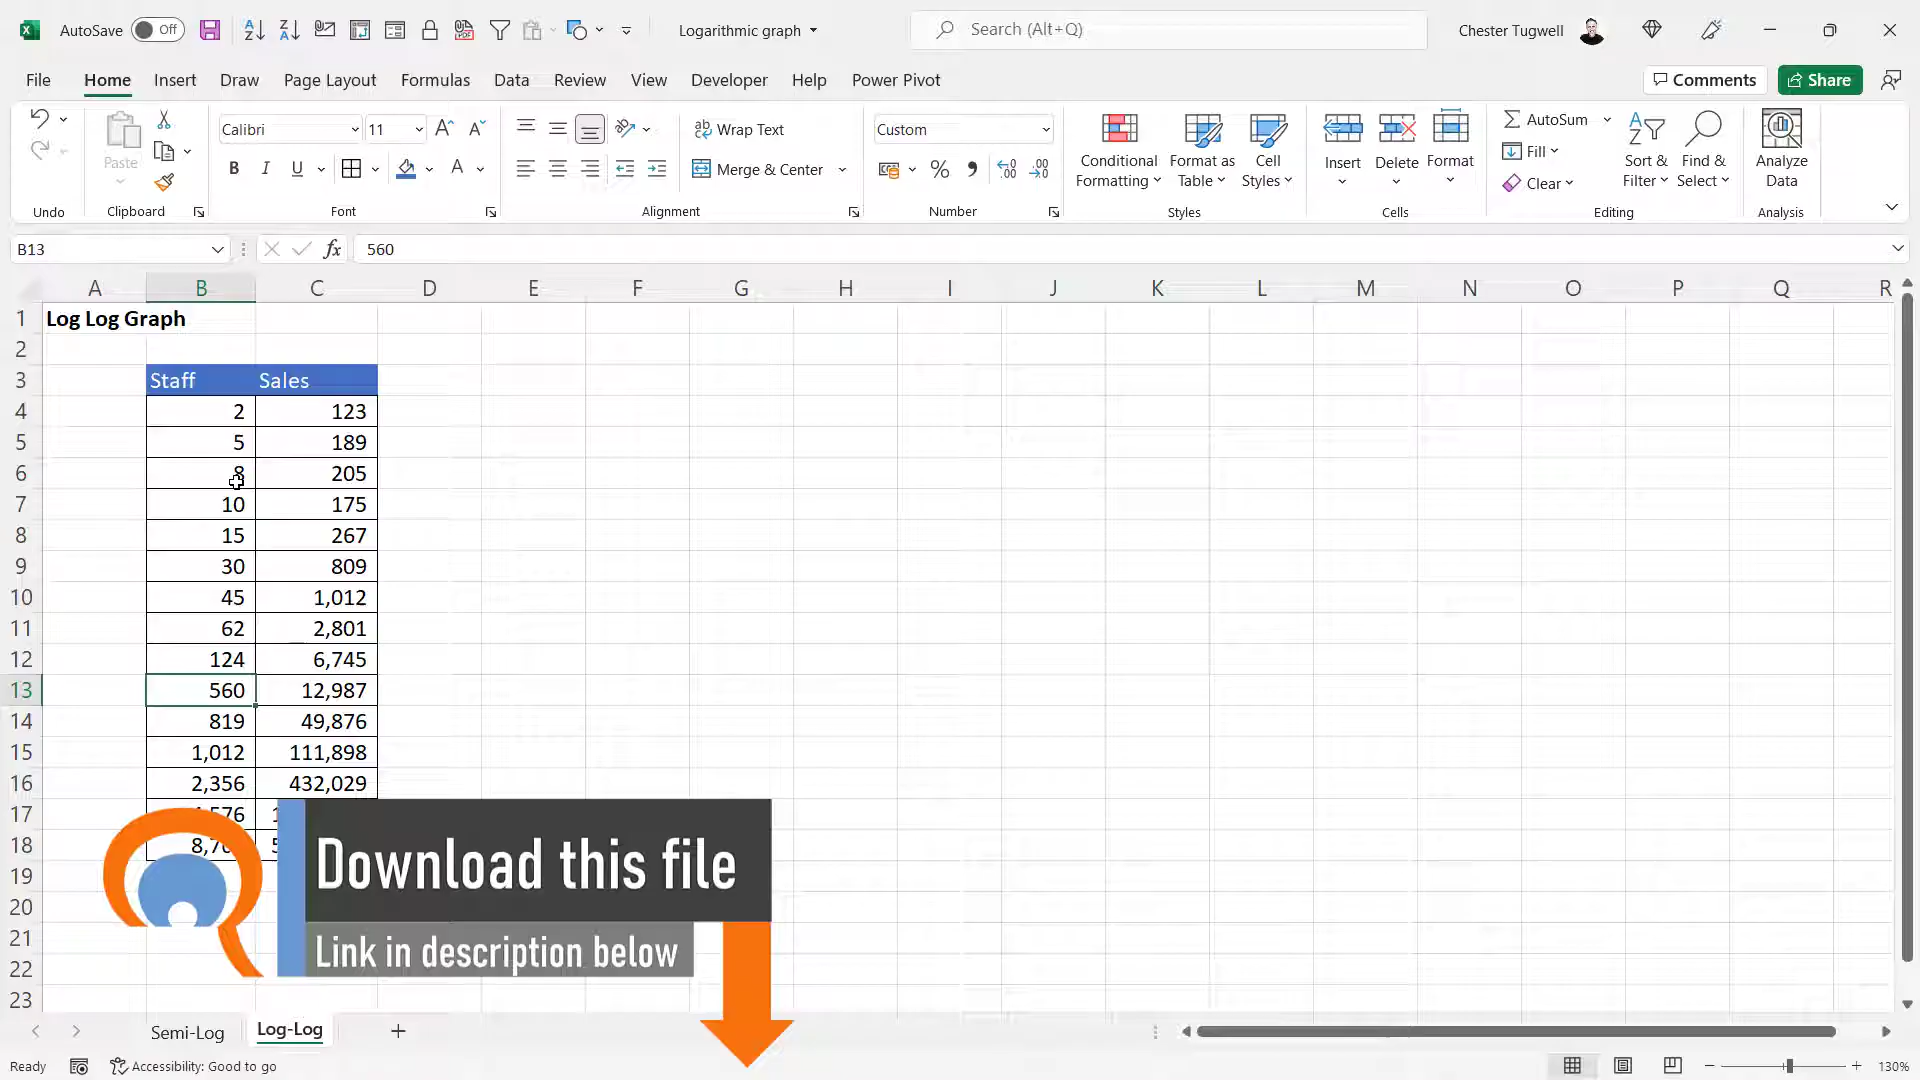 AutoSave Off Logarithmic graph Search (Alt+Q) Chester Tugwell
File Home Insert Draw Page Layout Formulas Data Review View Developer Help Power Pivot Comments Share
Calibri 11 Wrap Text Custom AutoSum
Paste Merge & Center Conditional Formatting Format as Table Cell Styles Insert Delete Format Fill Clear Sort & Filter Find & Select Analyze Data
Undo Clipboard Font Alignment Number Styles Cells Editing Analysis
B13 fx 560
A B C D E F G H I J K L M N O P Q R
1 Log Log Graph
2
3 Staff Sales
4 2 123
5 5 189
6 8 205
7 10 175
8 15 267
9 30 809
10 45 1,012
11 62 2,801
12 124 6,745
13 560 12,987
14 819 49,876
15 1,012 111,898
16 2,356 432,029
17
18
19
20
21
22
23
Download this file
Link in description below
Semi-Log Log-Log
Ready Accessibility: Good to go 130%